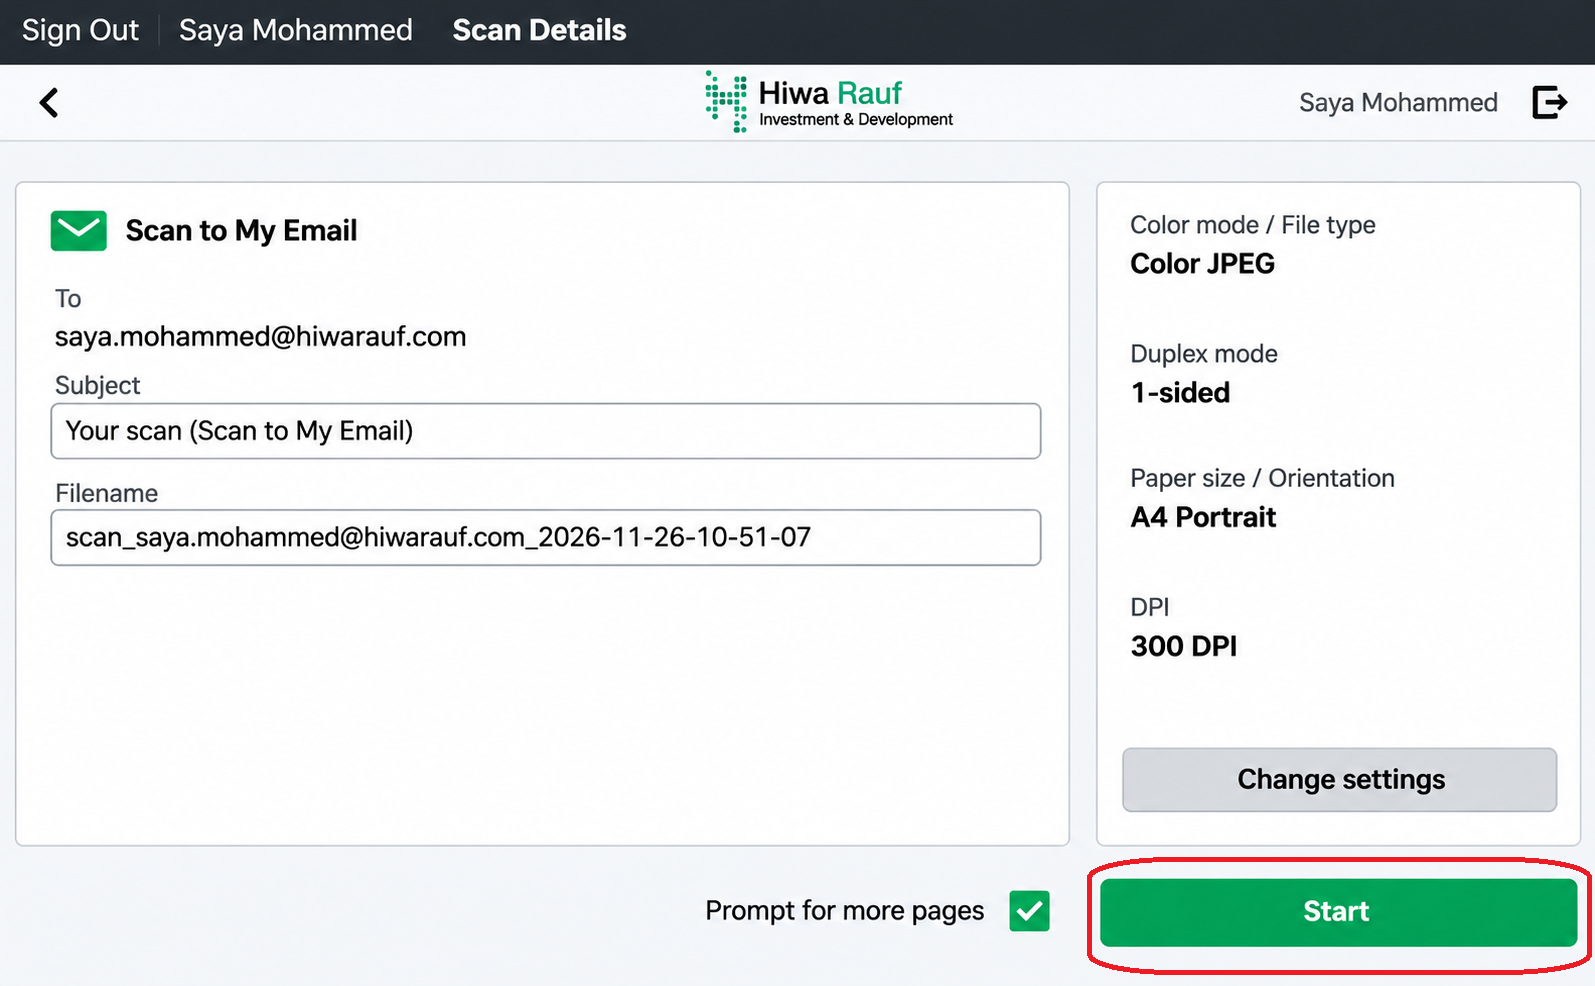 Sign Out
Saya Mohammed
Scan Details
Hiwa Rauf
Investment & Development
Saya Mohammed
Scan to My Email
To
saya.mohammed@hiwarauf.com
Subject
Your scan (Scan to My Email)
Filename
scan_saya.mohammed@hiwarauf.com_2026-11-26-10-51-07
Color mode / File type
Color JPEG
Duplex mode
1-sided
Paper size / Orientation
A4 Portrait
DPI
300 DPI
Change settings
Prompt for more pages
Start